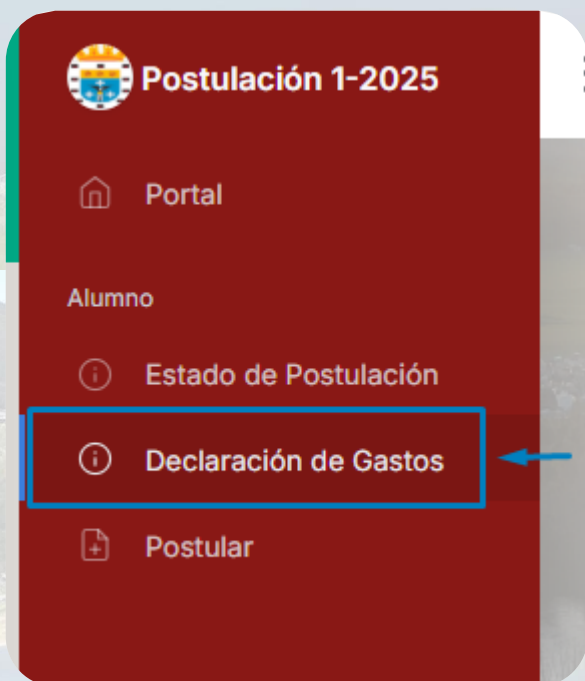 Postulación 1-2025
Portal
Alumno
Estado de Postulación
Declaración de Gastos
Postular